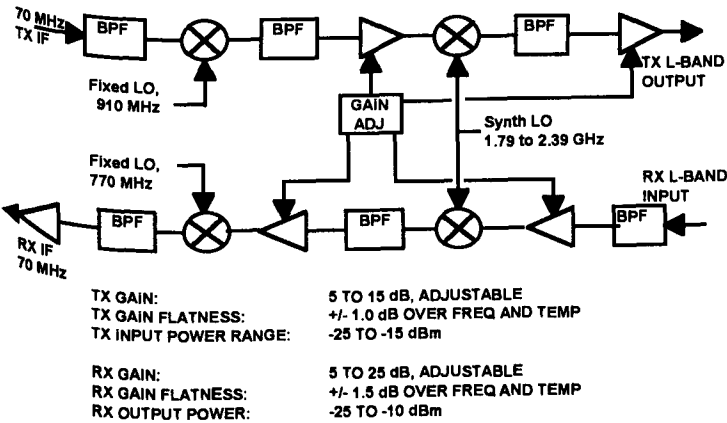 70 MHz
TX IF
BPF
BPF
BPF
TX L-BAND
OUTPUT
Fixed LO,
910 MHz
GAIN
ADJ
Synth LO
1.79 to 2.39 GHz
Fixed LO,
770 MHz
RX L-BAND
INPUT
BPF
BPF
BPF
RX IF
70 MHz
TX GAIN: 5 TO 15 dB, ADJUSTABLE
TX GAIN FLATNESS: +/- 1.0 dB OVER FREQ AND TEMP
TX INPUT POWER RANGE: -25 TO -15 dBm
RX GAIN: 5 TO 25 dB, ADJUSTABLE
RX GAIN FLATNESS: +/- 1.5 dB OVER FREQ AND TEMP
RX OUTPUT POWER: -25 TO -10 dBm